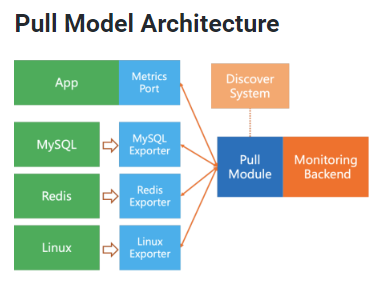 Pull Model Architecture
App
Metrics
Port
Discover
System
MySQL
MySQL
Exporter
Pull
Module
Monitoring
Backend
Redis
Redis
Exporter
Linux
Linux
Exporter